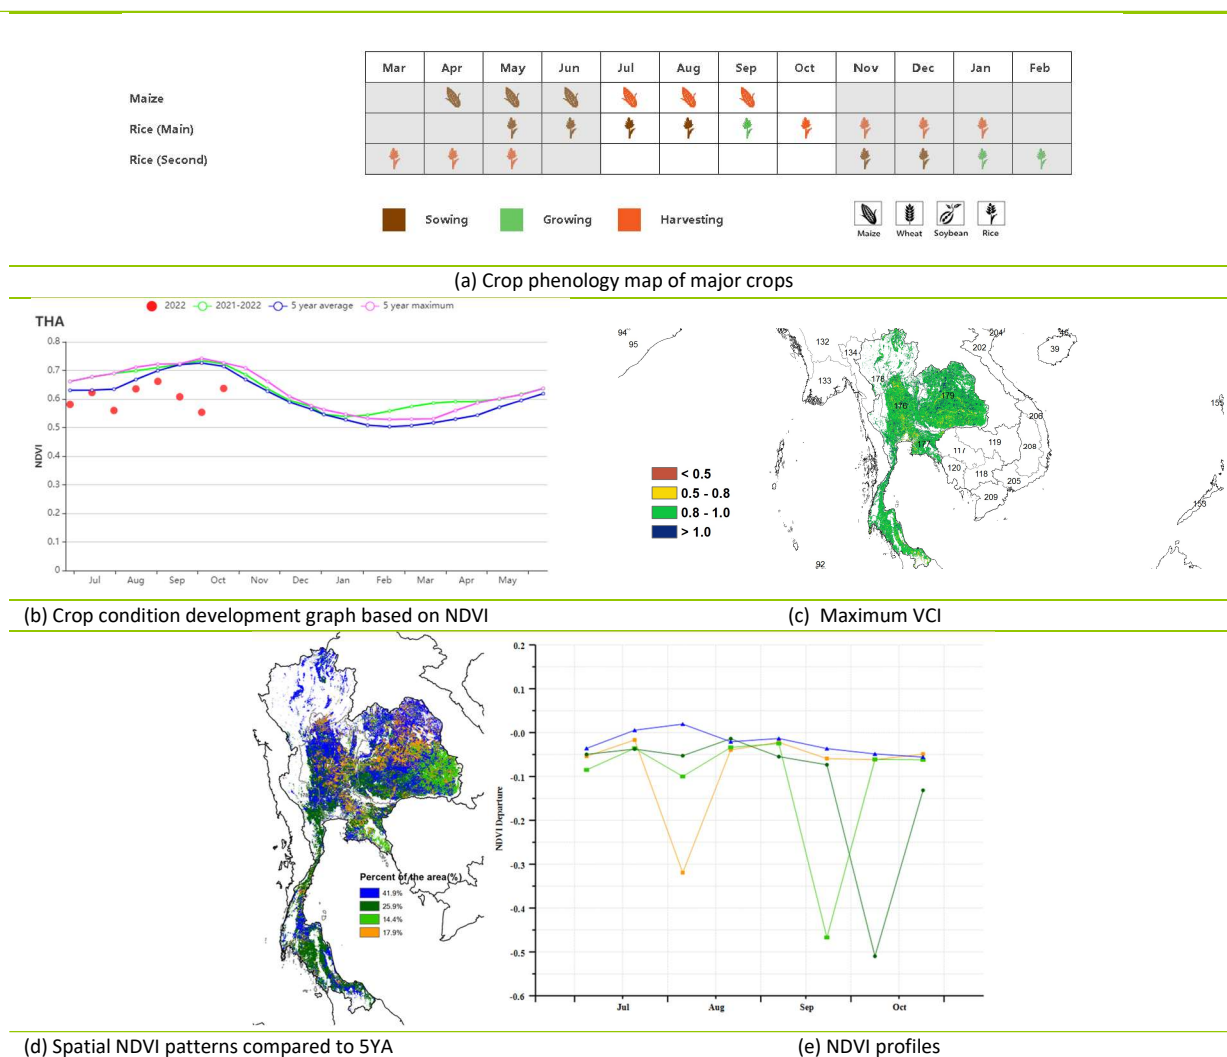 Mar Apr May Jun Jul Aug Sep Oct Nov Dec Jan Feb
Maize
Rice (Main)
Rice (Second)
Sowing Growing Harvesting
Maize Wheat Soybean Rice
(a) Crop phenology map of major crops
2022 2021-2022 5 year average 5 year maximum
THA
0.8
0.7
0.6
0.5
0.4
0.3
0.2
0.1
0
NDVI
Jul Aug Sep Oct Nov Dec Jan Feb Mar Apr May
94
95
132
134
133
178
176
179
177
204
202
39
206
119
208
117
120
118
205
209
153
92
< 0.5
0.5 - 0.8
0.8 - 1.0
> 1.0
(b) Crop condition development graph based on NDVI
(c) Maximum VCI
Percent of the area(%)
41.9%
25.9%
14.4%
17.9%
0.2
0.1
-0.0
-0.1
-0.2
-0.3
-0.4
-0.5
-0.6
NDVI Departure
Jul Aug Sep Oct
(d) Spatial NDVI patterns compared to 5YA
(e) NDVI profiles